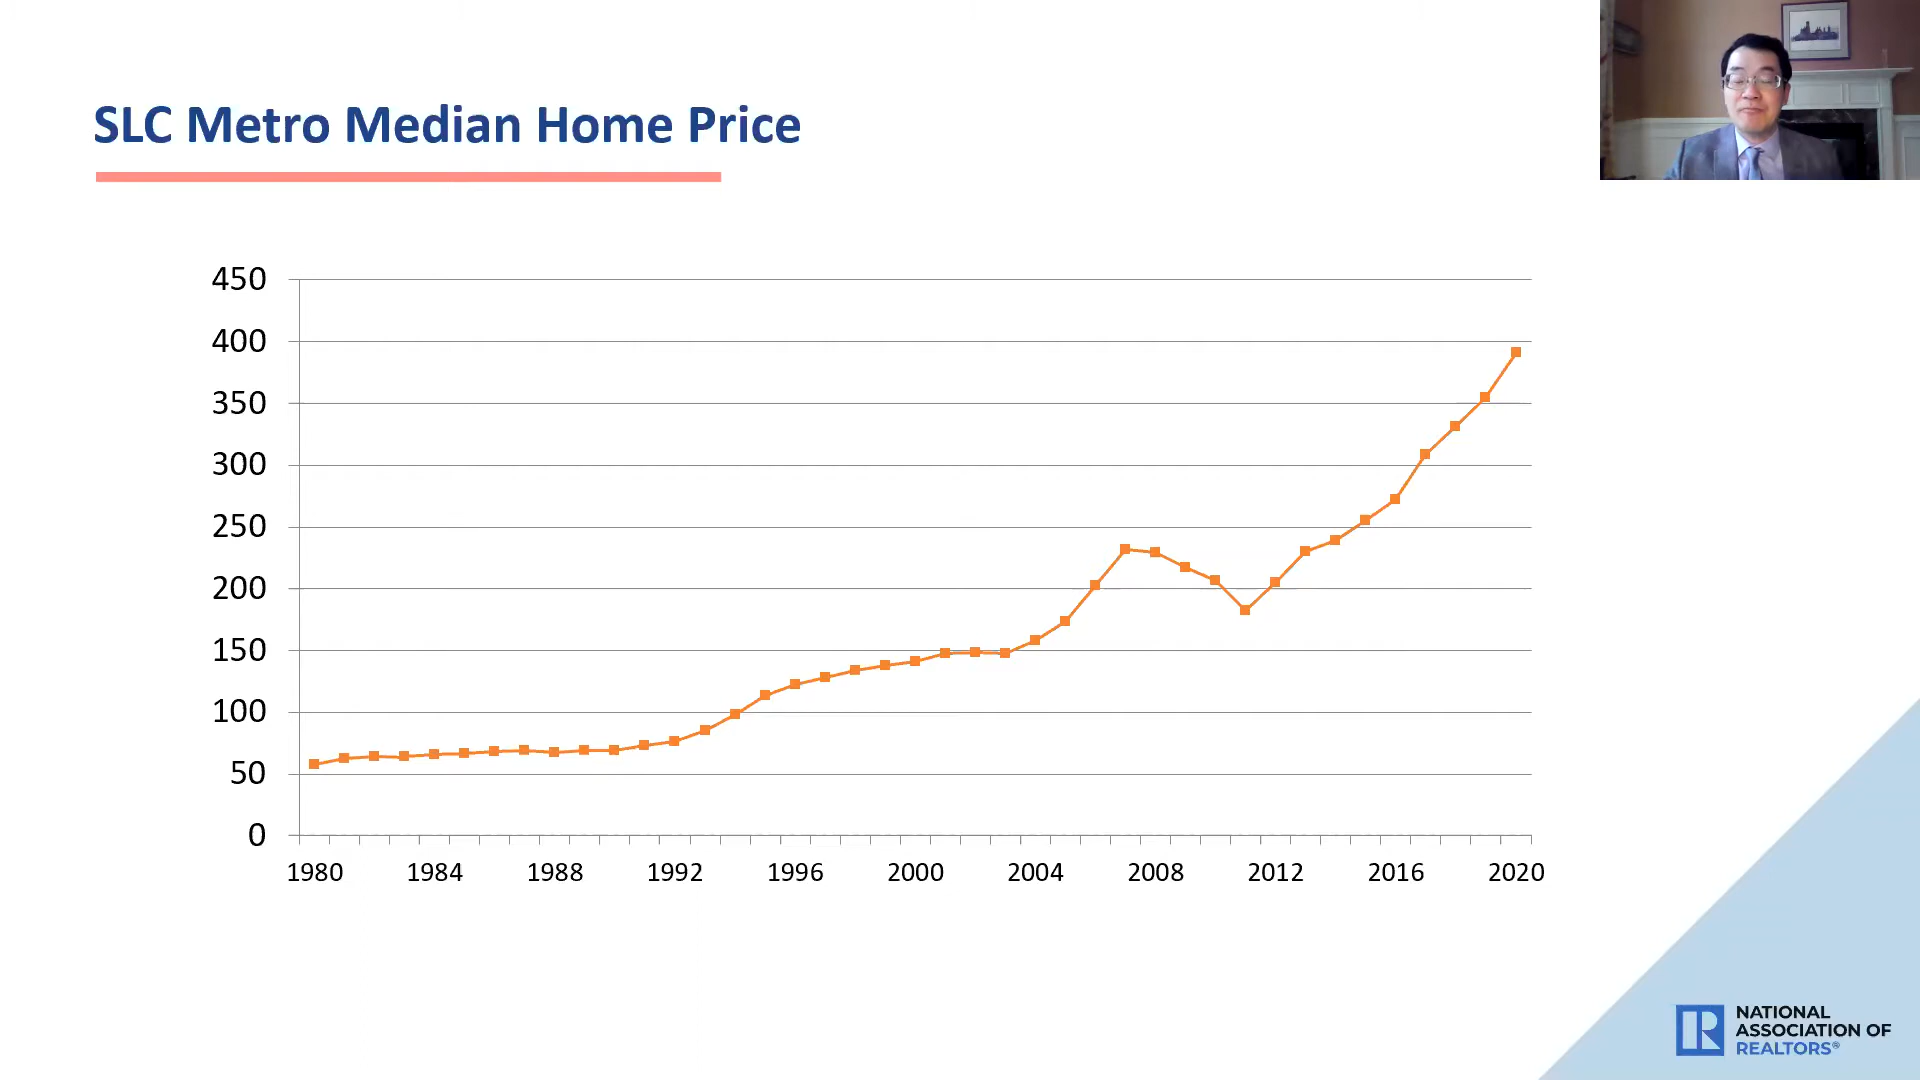 SLC Metro Median Home Price
450
400
350
300
250
200
150
100
50
0
1980 1984 1988 1992 1996 2000 2004 2008 2012 2016 2020
NATIONAL
ASSOCIATION OF
REALTORS®